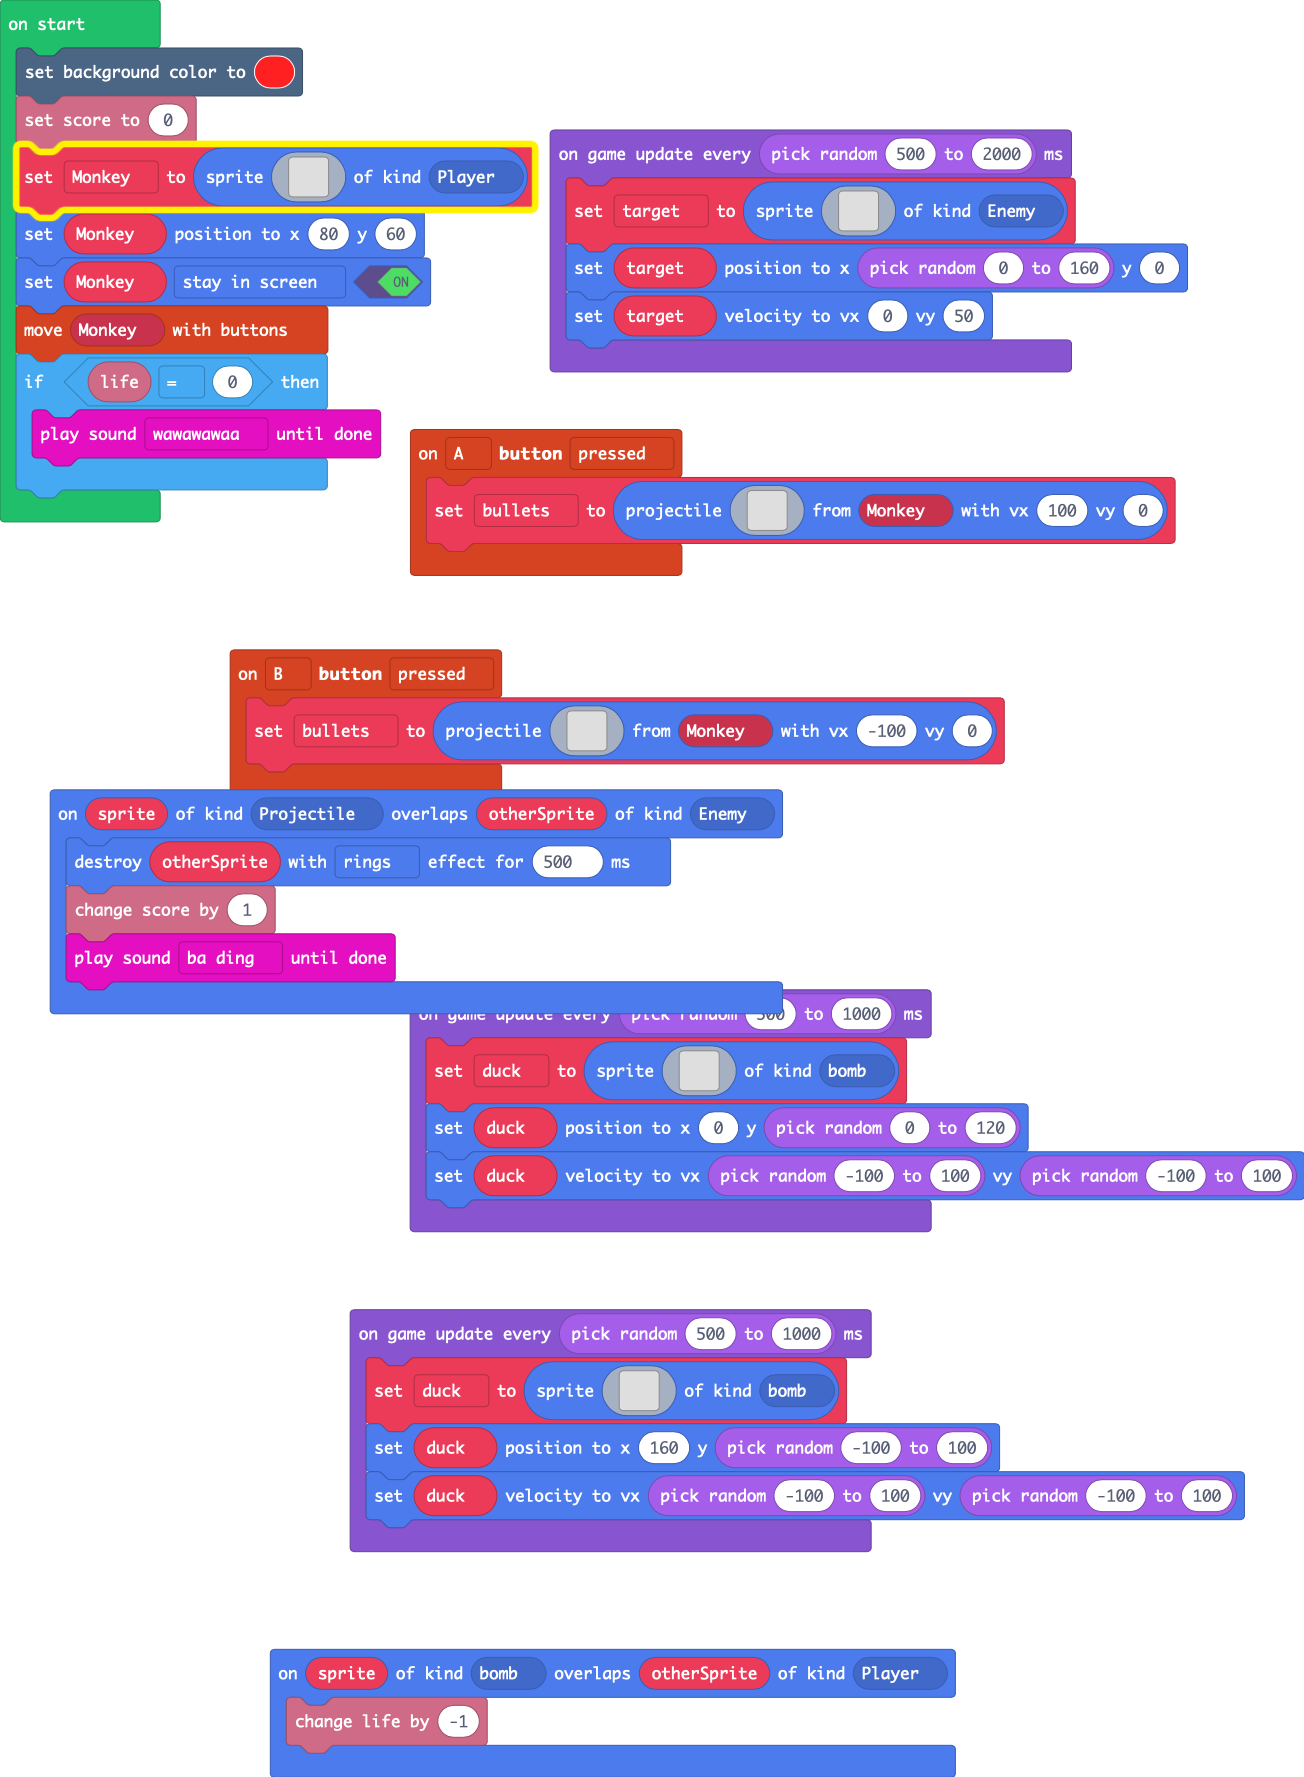 on start
set background color to
set score to 0
set Monkey to sprite of kind Player
set Monkey position to x 80 y 60
set Monkey stay in screen ON
move Monkey with buttons
if life = 0 then
play sound wawawawaa until done
on game update every pick random 500 to 2000 ms
set target to sprite of kind Enemy
set target position to x pick random 0 to 160 y 0
set target velocity to vx 0 vy 50
on A button pressed
set bullets to projectile from Monkey with vx 100 vy 0
on B button pressed
set bullets to projectile from Monkey with vx -100 vy 0
on sprite of kind Projectile overlaps otherSprite of kind Enemy
destroy otherSprite with rings effect for 500 ms
change score by 1
play sound ba ding until done
on game update every pick random 500 to 1000 ms
set duck to sprite of kind bomb
set duck position to x 0 y pick random 0 to 120
set duck velocity to vx pick random -100 to 100 vy pick random -100 to 100
on game update every pick random 500 to 1000 ms
set duck to sprite of kind bomb
set duck position to x 160 y pick random -100 to 100
set duck velocity to vx pick random -100 to 100 vy pick random -100 to 100
on sprite of kind bomb overlaps otherSprite of kind Player
change life by -1